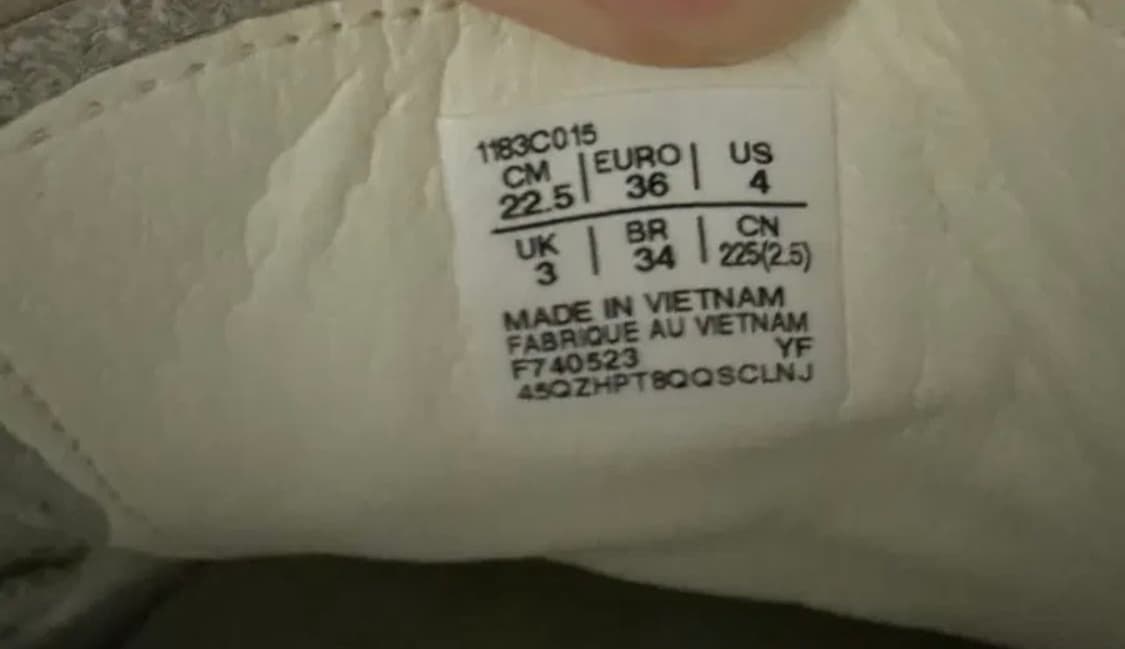 1183C015
CM | EURO | US
22.5 | 36 | 4
UK | BR | CN
3 | 34 | 225(2.5)
MADE IN VIETNAM
FABRIQUE AU VIETNAM
F740523 YF
45QZHPT8QQSCLNJ